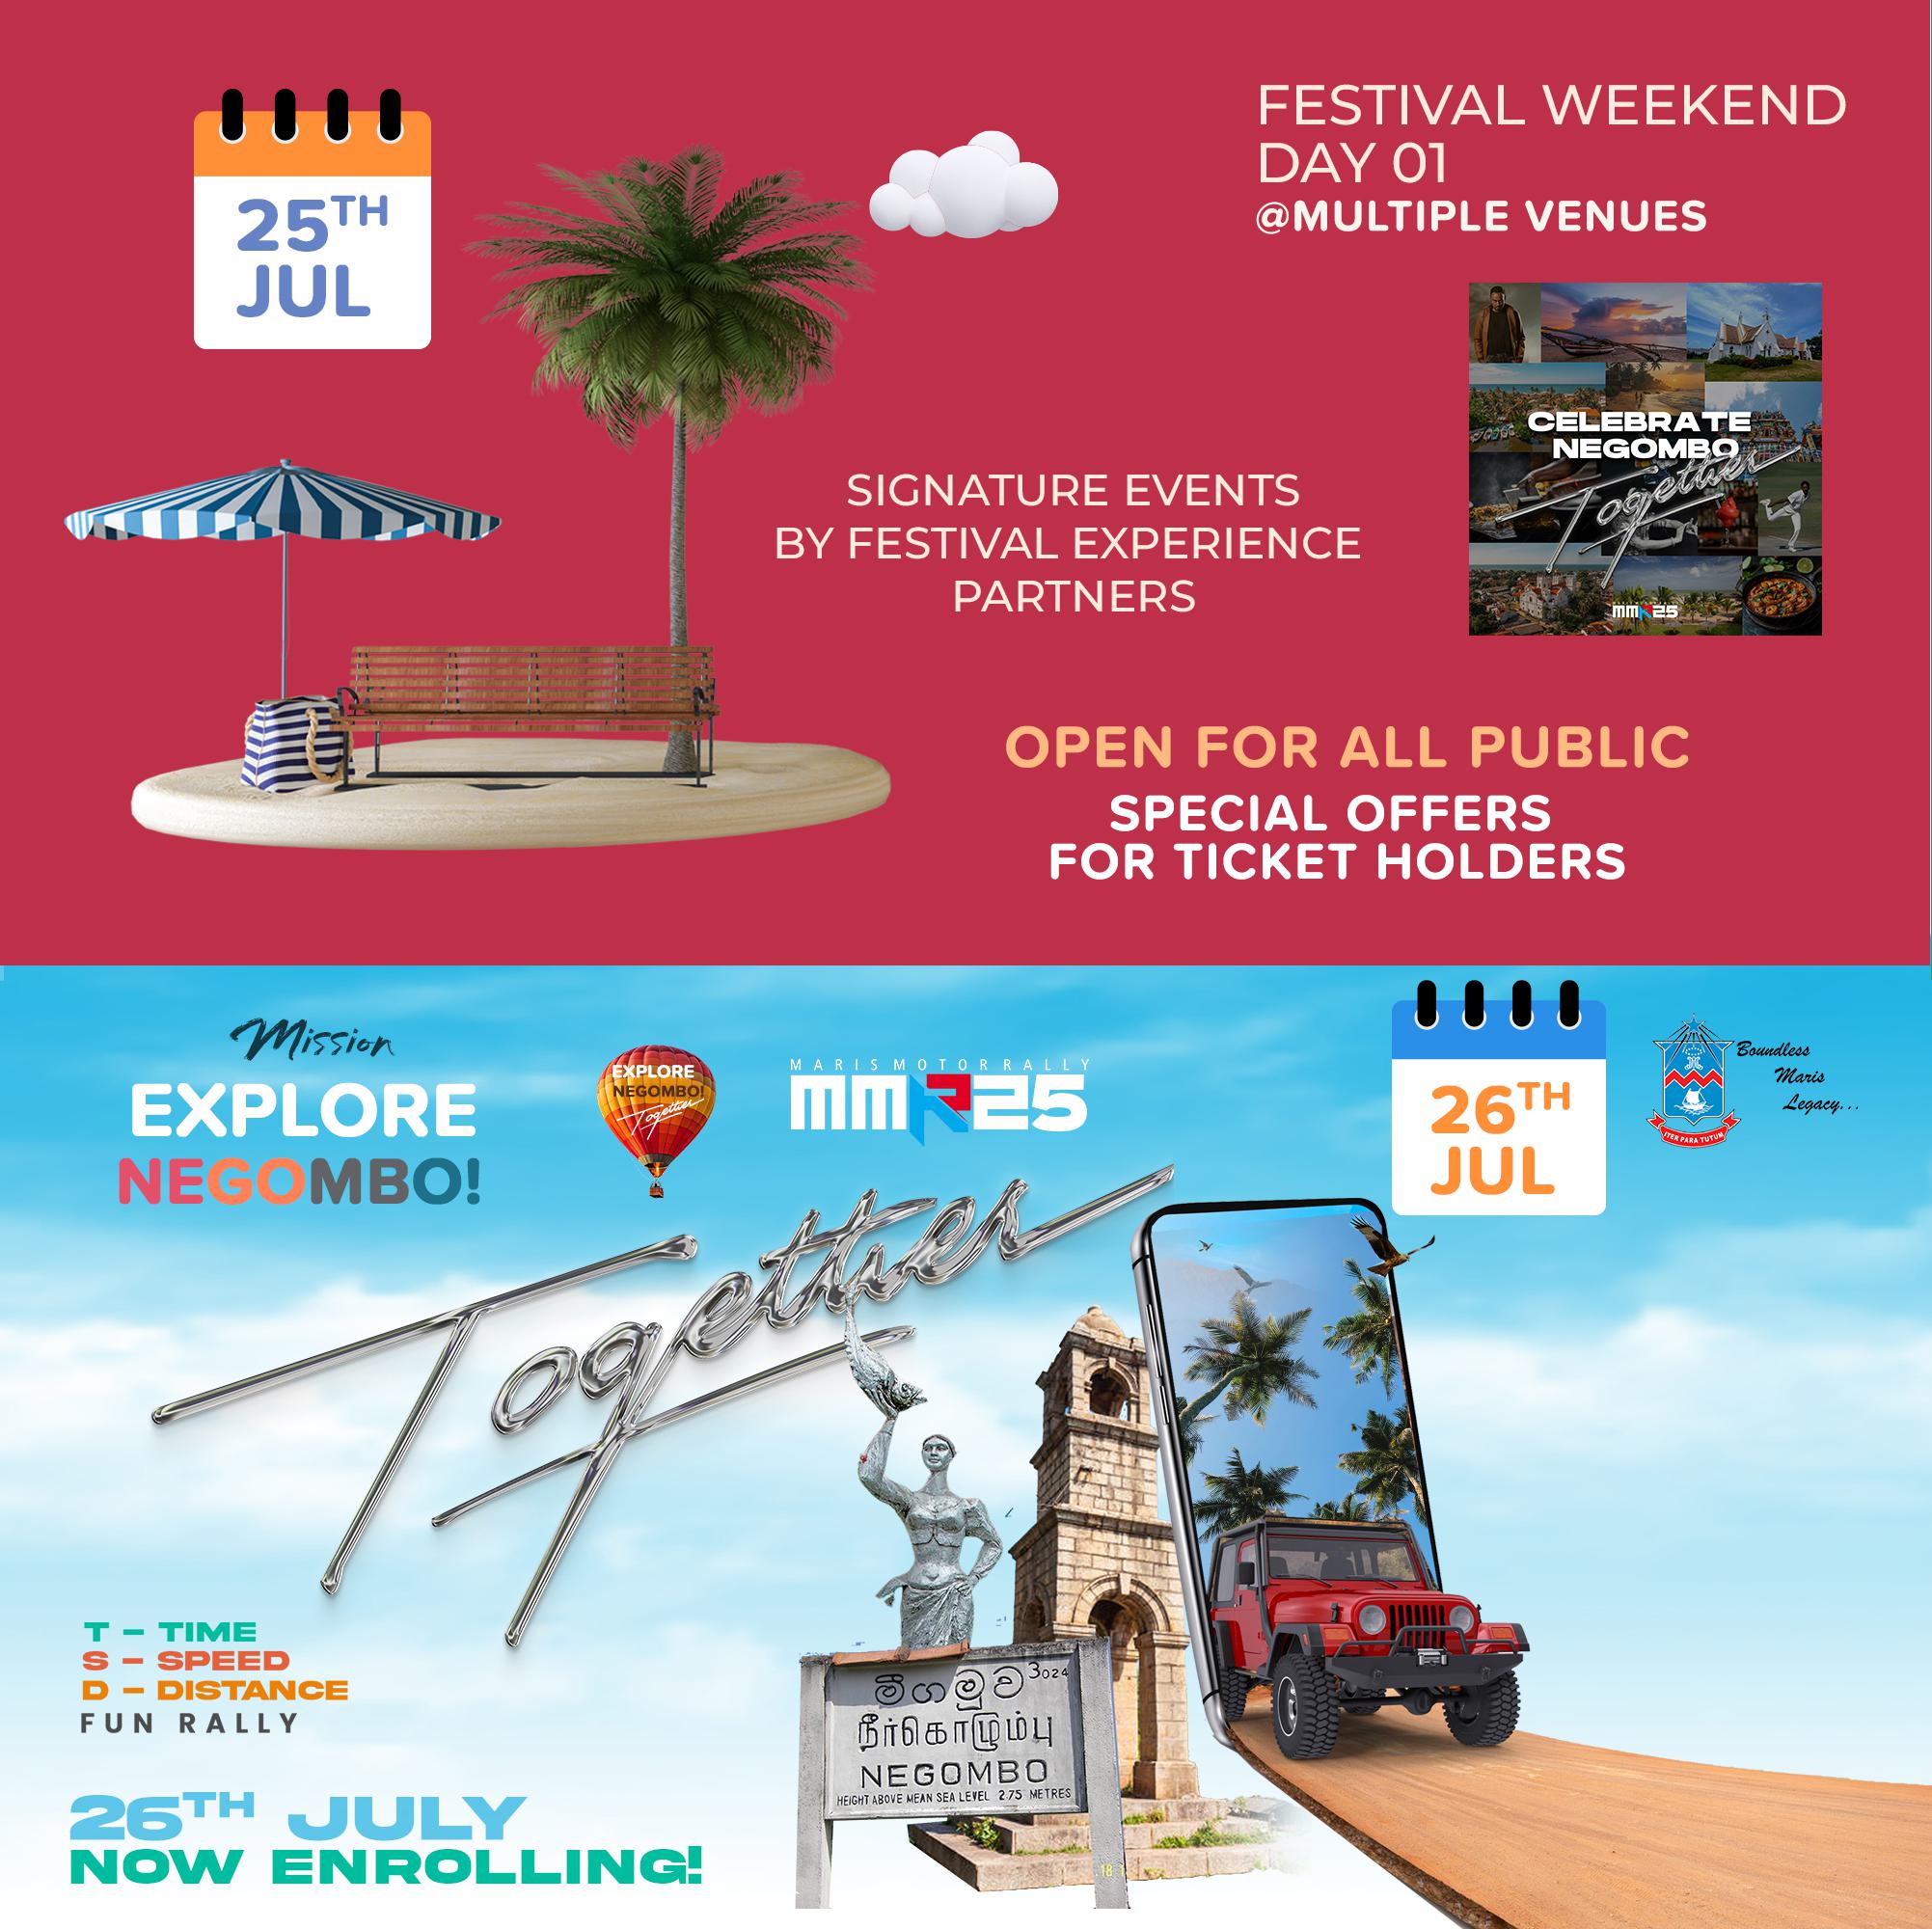 25TH
JUL
FESTIVAL WEEKEND
DAY 01
@MULTIPLE VENUES
CELEBRATE
NEGOMBO
Together
MMR25
SIGNATURE EVENTS
BY FESTIVAL EXPERIENCE
PARTNERS
OPEN FOR ALL PUBLIC
SPECIAL OFFERS
FOR TICKET HOLDERS
Mission
EXPLORE
NEGOMBO!
EXPLORE
NEGOMBO!
Together
MARIS MOTOR RALLY
MMR25
26TH
JUL
Boundless
Maris
Legacy...
ITER PARA TUTUM
Together
T – TIME
S – SPEED
D – DISTANCE
FUN RALLY
26TH JULY
NOW ENROLLING!
මීගමුව 3024
நீர்கொழும்பு
NEGOMBO
HEIGHT ABOVE MEAN SEA LEVEL 2.75 METRES